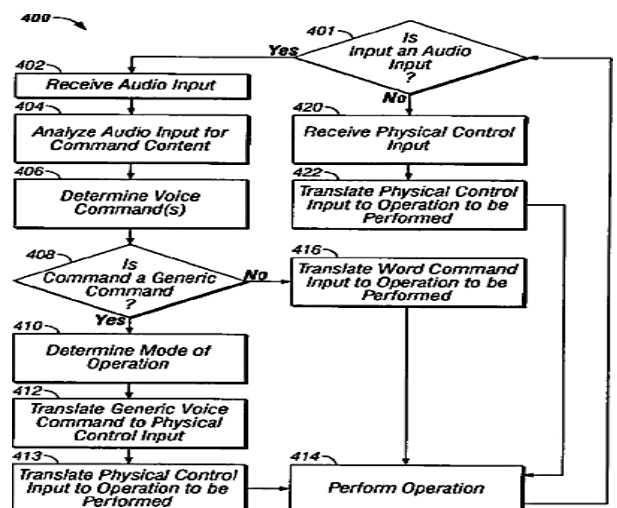 400
401
Is
Input an Audio
Input
?
Yes
No
402
Receive Audio Input
404
Analyze Audio Input for
Command Content
406
Determine Voice
Command(s)
408
Is
Command a Generic
Command
?
No
Yes
410
Determine Mode of
Operation
412
Translate Generic Voice
Command to Physical
Control Input
413
Translate Physical Control
Input to Operation to be
Performed
420
Receive Physical Control
Input
422
Translate Physical Control
Input to Operation to be
Performed
416
Translate Word Command
Input to Operation to be
Performed
414
Perform Operation